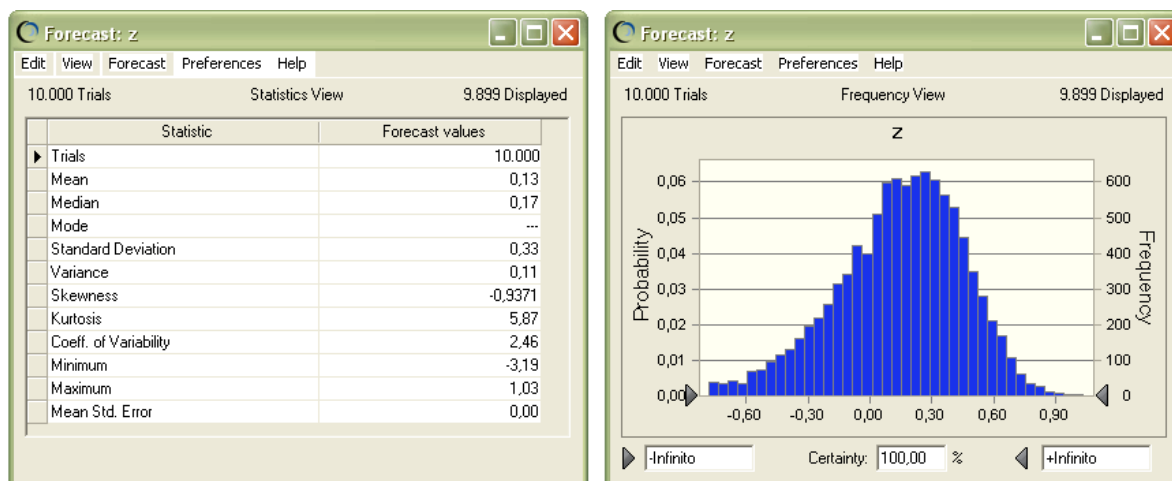 Forecast: z
Edit View Forecast Preferences Help
10.000 Trials Statistics View 9.899 Displayed
Statistic Forecast values
Trials 10.000
Mean 0,13
Median 0,17
Mode ---
Standard Deviation 0,33
Variance 0,11
Skewness -0,9371
Kurtosis 5,87
Coeff. of Variability 2,46
Minimum -3,19
Maximum 1,03
Mean Std. Error 0,00
Forecast: z
Edit View Forecast Preferences Help
10.000 Trials Frequency View 9.899 Displayed
z
Probability
0,06
0,05
0,04
0,03
0,02
0,01
0,00
600
500
400
300
200
100
0
Frequency
-0,60 -0,30 0,00 0,30 0,60 0,90
-Infinito Certainty: 100,00 % +Infinito